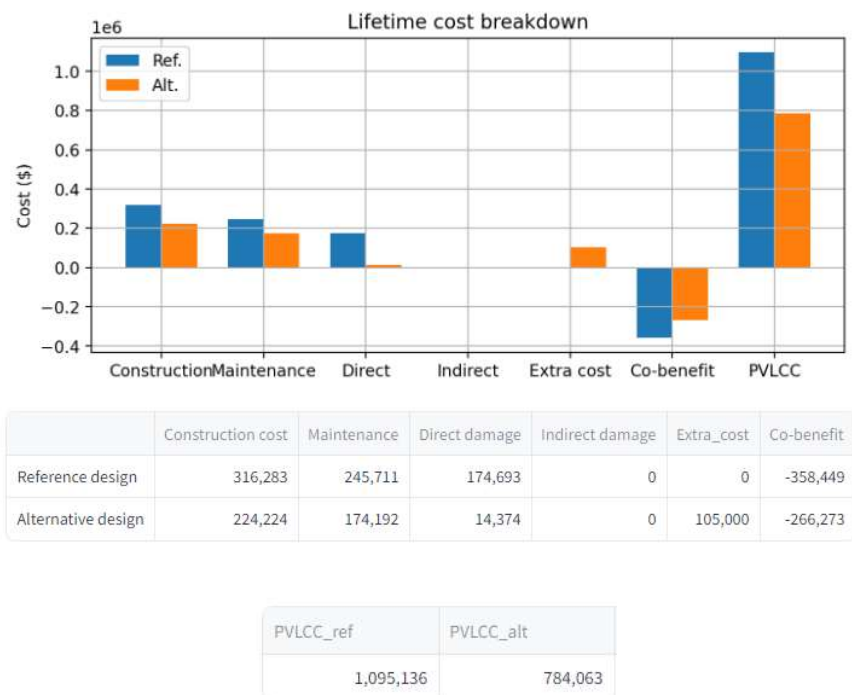 Lifetime cost breakdown
1e6
Ref.
Alt.
1.0
0.8
0.6
0.4
0.2
0.0
−0.2
−0.4
Cost ($)
Construction Maintenance Direct Indirect Extra cost Co-benefit PVLCC
Construction cost Maintenance Direct damage Indirect damage Extra_cost Co-benefit
Reference design 316,283 245,711 174,693 0 0 -358,449
Alternative design 224,224 174,192 14,374 0 105,000 -266,273
PVLCC_ref PVLCC_alt
1,095,136 784,063